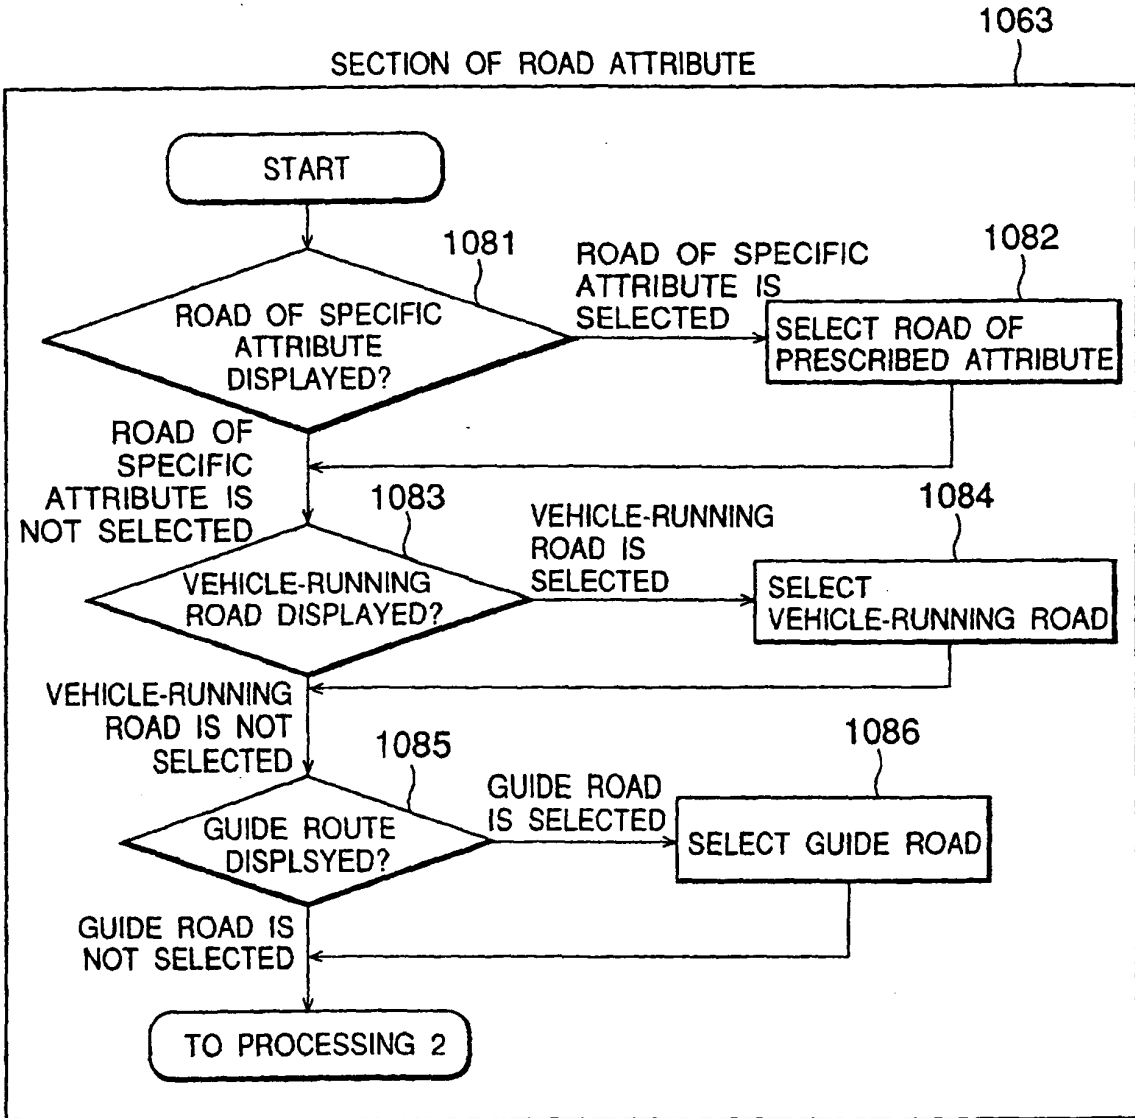 1063
SECTION OF ROAD ATTRIBUTE
START
1081
ROAD OF SPECIFIC
ATTRIBUTE IS
SELECTED
1082
ROAD OF SPECIFIC
ATTRIBUTE
DISPLAYED?
SELECT ROAD OF
PRESCRIBED ATTRIBUTE
ROAD OF
SPECIFIC
ATTRIBUTE IS
NOT SELECTED
1083
VEHICLE-RUNNING
ROAD IS
SELECTED
1084
VEHICLE-RUNNING
ROAD DISPLAYED?
SELECT
VEHICLE-RUNNING ROAD
VEHICLE-RUNNING
ROAD IS NOT
SELECTED
1085
GUIDE ROAD
IS SELECTED
1086
GUIDE ROUTE
DISPLSYED?
SELECT GUIDE ROAD
GUIDE ROAD IS
NOT SELECTED
TO PROCESSING 2